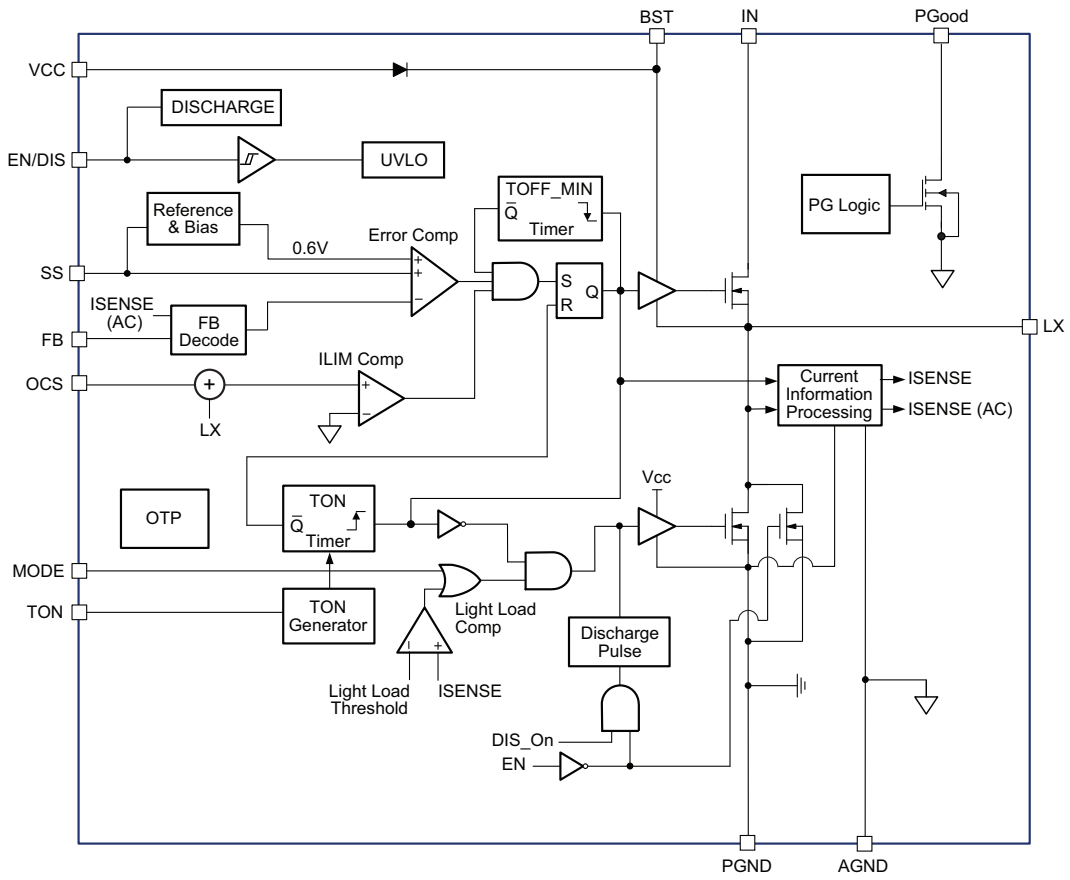 BST
IN
PGood
VCC
DISCHARGE
EN/DIS
UVLO
TOFF_MIN
Q̅
Timer
PG Logic
Reference
& Bias
Error Comp
0.6V
+
+
−
SS
S
R
Q
ISENSE
(AC)
FB
Decode
FB
LX
ILIM Comp
OCS
+
+
−
LX
Current
Information
Processing
ISENSE
ISENSE (AC)
Vcc
OTP
TON
Q̅
Timer
MODE
TON
TON
Generator
Light Load
Comp
−
+
Light Load
Threshold
ISENSE
Discharge
Pulse
DIS_On
EN
PGND
AGND